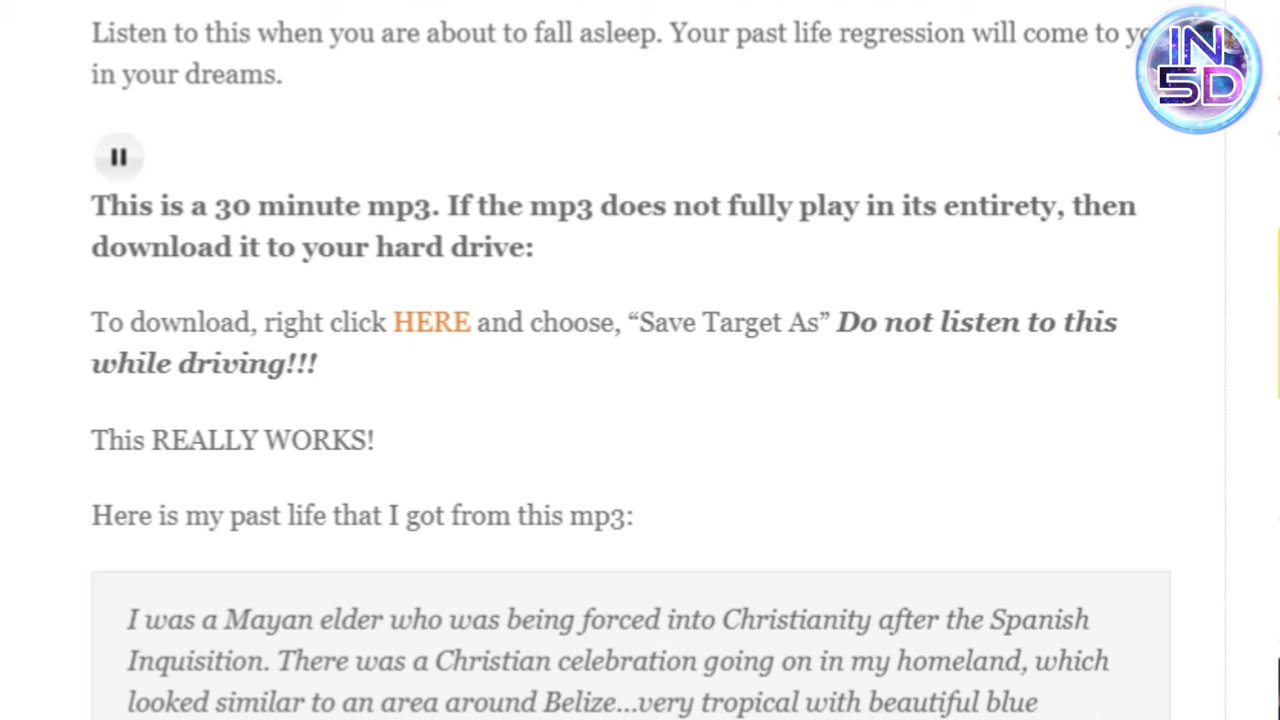 Listen to this when you are about to fall asleep. Your past life regression will come to
in your dreams.
IN
5D
This is a 30 minute mp3. If the mp3 does not fully play in its entirety, then
download it to your hard drive:
To download, right click HERE and choose, “Save Target As” Do not listen to this
while driving!!!
This REALLY WORKS!
Here is my past life that I got from this mp3:
I was a Mayan elder who was being forced into Christianity after the Spanish
Inquisition. There was a Christian celebration going on in my homeland, which
looked similar to an area around Belize...very tropical with beautiful blue